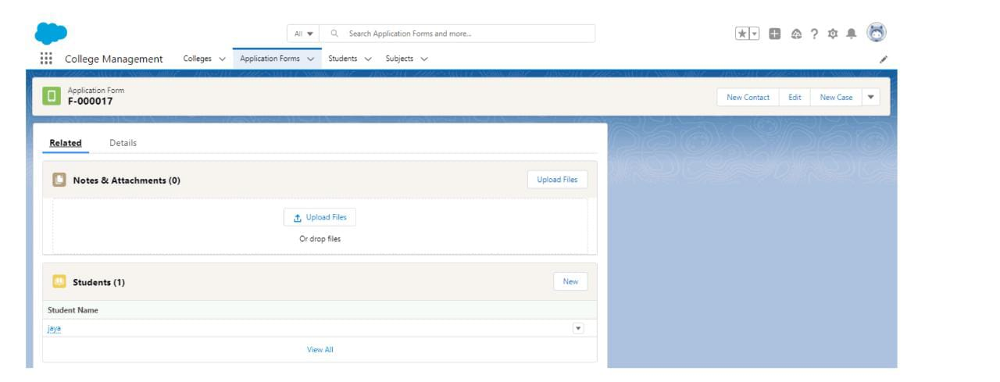 All Search Application Forms and more...
College Management Colleges Application Forms Students Subjects
Application Form
F-000017
New Contact Edit New Case
Related Details
Notes & Attachments (0) Upload Files
Upload Files
Or drop files
Students (1) New
Student Name
jaya
View All